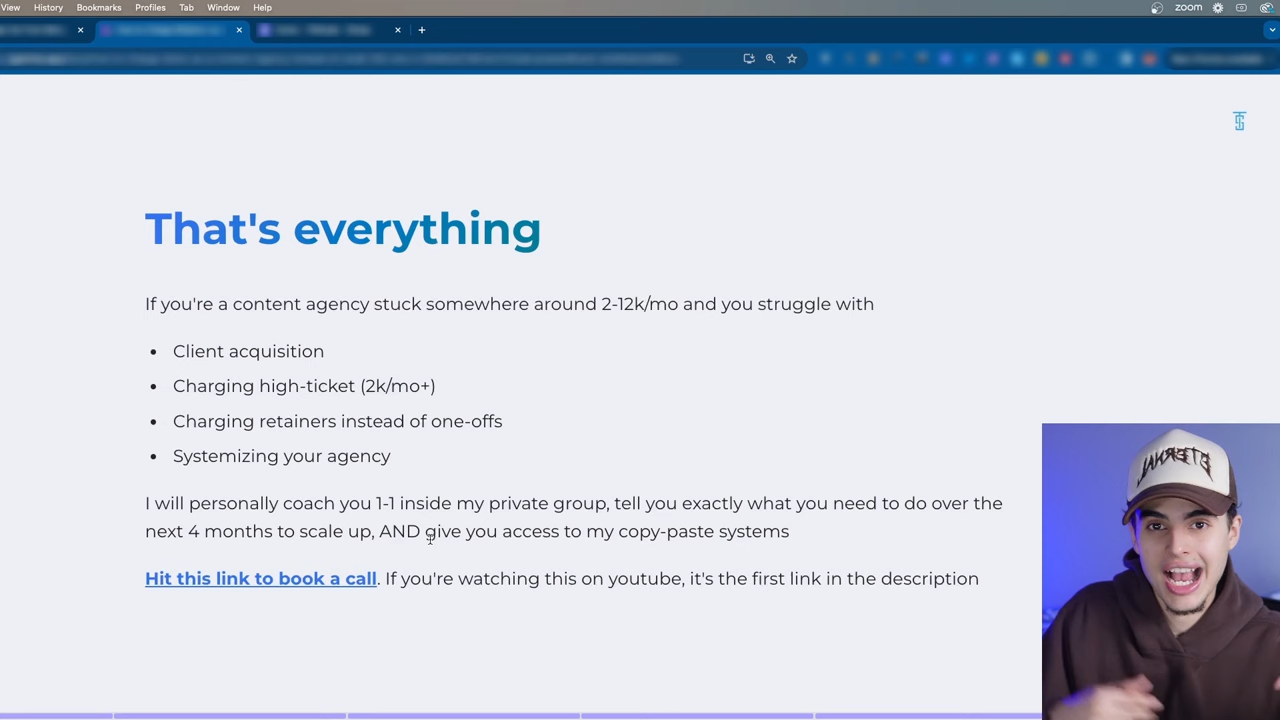 View History Bookmarks Profiles Tab Window Help
zoom
That's everything
If you're a content agency stuck somewhere around 2-12k/mo and you struggle with
• Client acquisition
• Charging high-ticket (2k/mo+)
• Charging retainers instead of one-offs
• Systemizing your agency
I will personally coach you 1-1 inside my private group, tell you exactly what you need to do over the
next 4 months to scale up, AND give you access to my copy-paste systems
Hit this link to book a call. If you're watching this on youtube, it's the first link in the description